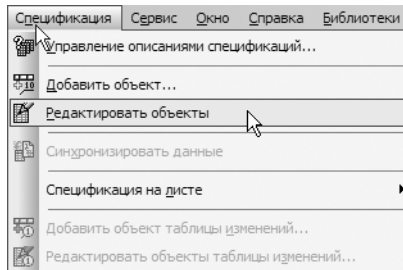 Спецификация Сервис Окно Справка Библиотеки
Управление описаниями спецификаций...
Добавить объект...
Редактировать объекты
Синхронизировать данные
Спецификация на листе
Добавить объект таблицы изменений...
Редактировать объекты таблицы изменений...